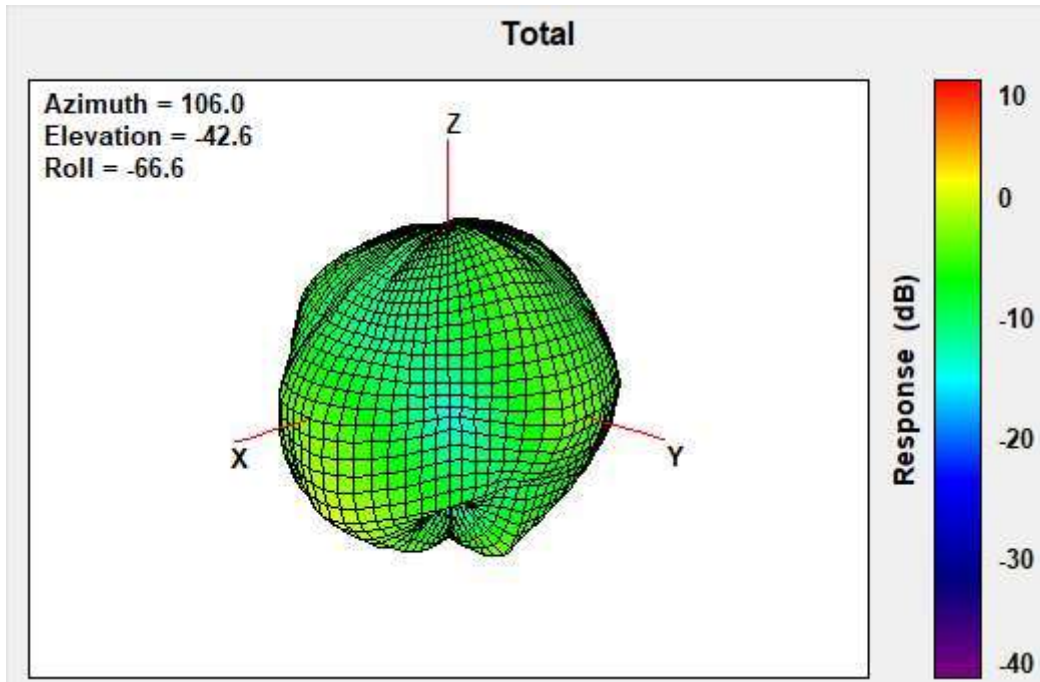 Total
Azimuth = 106.0
Elevation = -42.6
Roll = -66.6
Z
X
Y
10
0
-10
-20
-30
-40
Response (dB)